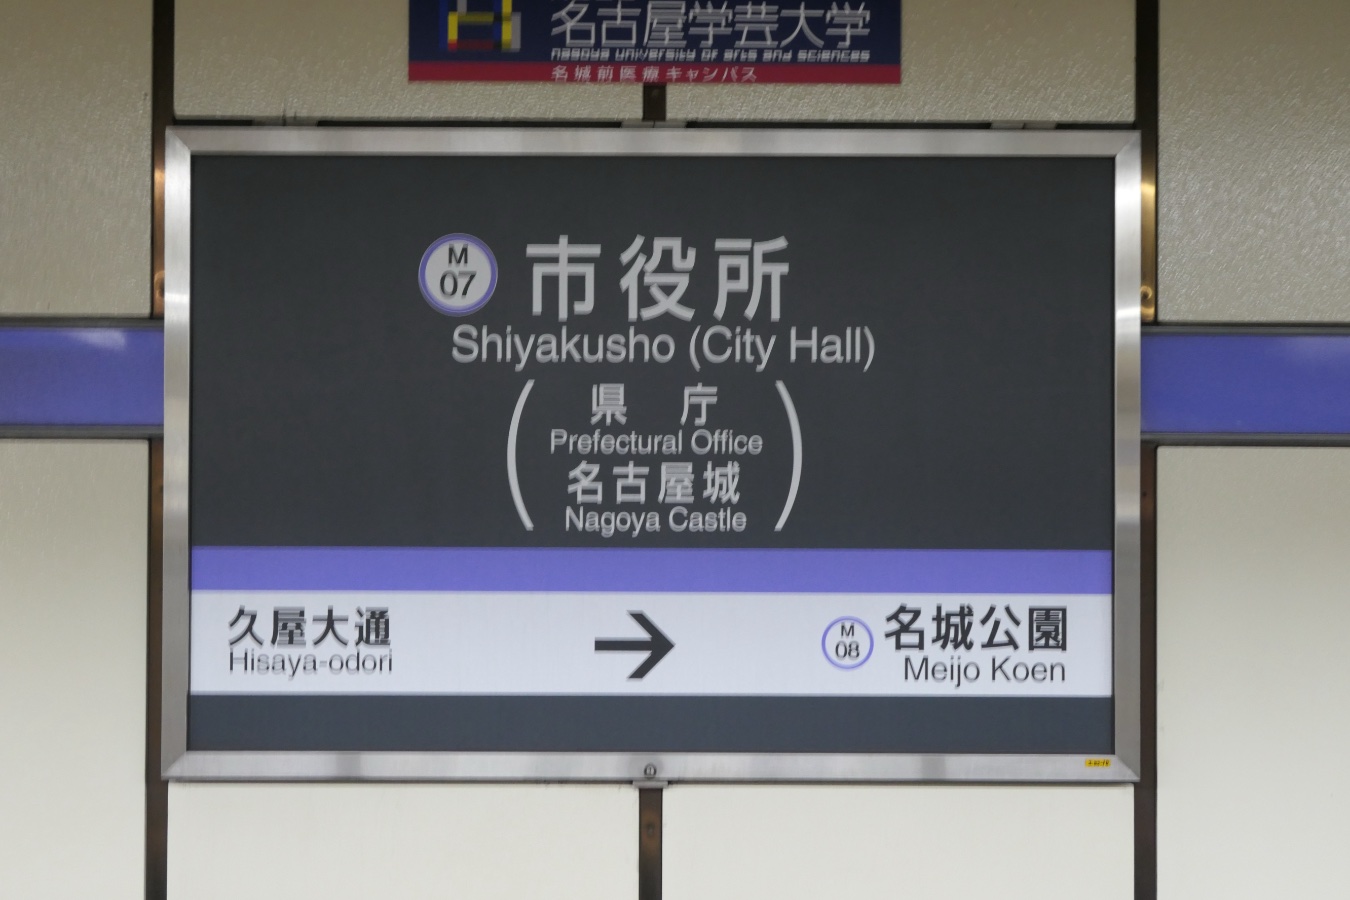 名古屋学芸大学
nagoya university of arts and sciences
名城前医療キャンパス
M
07
市役所
Shiyakusho (City Hall)
県庁
Prefectural Office
名古屋城
Nagoya Castle
久屋大通
Hisaya-odori
→
M
08
名城公園
Meijo Koen